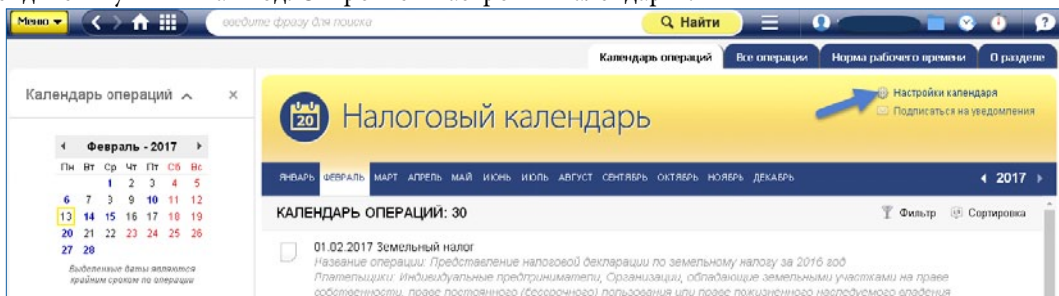 Меню
введите фразу для поиска
Найти
Календарь операций
Все операции
Норма рабочего времени
О разделе
Календарь операций
Февраль - 2017
Пн Вт Ср Чт Пт Сб Вс
1 2 3 4 5
6 7 8 9 10 11 12
13 14 15 16 17 18 19
20 21 22 23 24 25 26
27 28
Выделенные даты являются
крайним сроком по операции
20
Налоговый календарь
Настройки календаря
Подписаться на уведомления
ЯНВАРЬ ФЕВРАЛЬ МАРТ АПРЕЛЬ МАЙ ИЮНЬ ИЮЛЬ АВГУСТ СЕНТЯБРЬ ОКТЯБРЬ НОЯБРЬ ДЕКАБРЬ
2017
КАЛЕНДАРЬ ОПЕРАЦИЙ: 30
Фильтр
Сортировка
01.02.2017 Земельный налог
Название операции: Представление налоговой декларации по земельному налогу за 2016 год
Плательщики: Индивидуальные предприниматели, Организации, обладающие земельными участками на праве
собственности, праве постоянного (бессрочного) пользования или праве пожизненного наследуемого владения